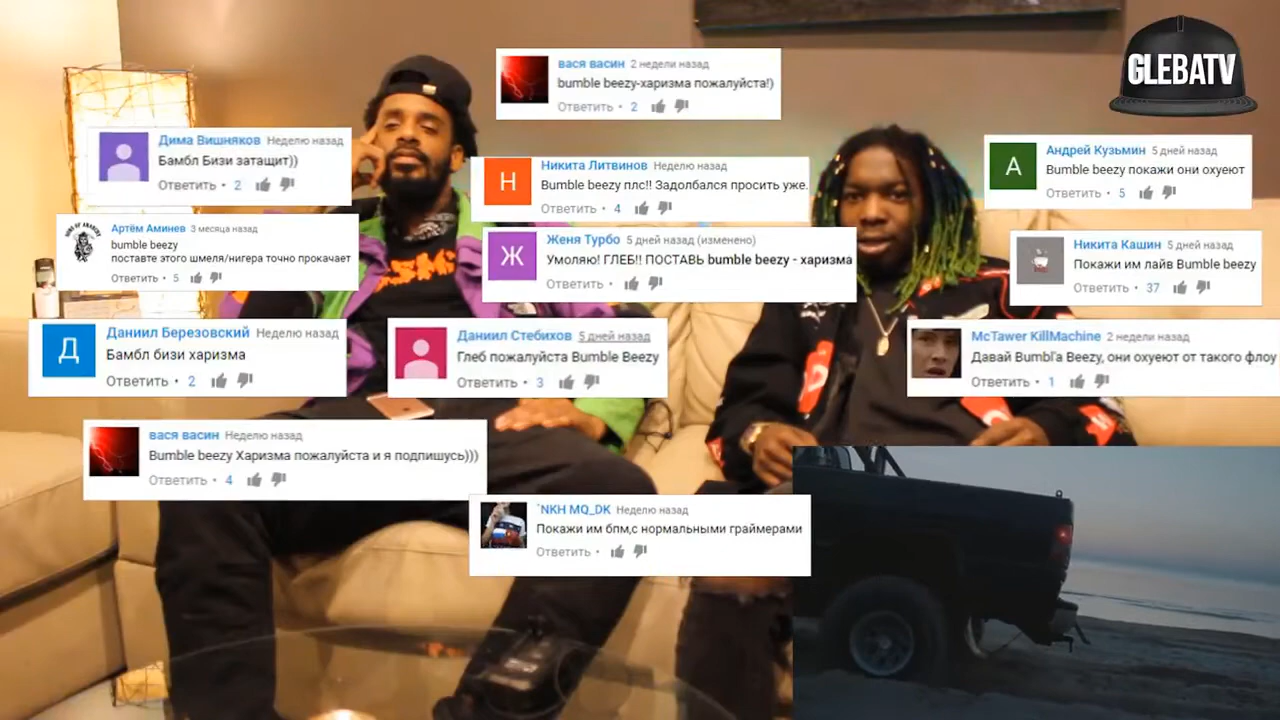 GLEBATV
вася васин 2 недели назад
bumble beezy-харизма пожалуйста!)
Ответить • 2
Дима Вишняков Неделю назад
Бамбл Бизи затащит))
Ответить • 2
Никита Литвинов Неделю назад
Bumble beezy плс!! Задолбался просить уже.
Ответить • 4
А
Андрей Кузьмин 5 дней назад
Bumble beezy покажи они охуеют
Ответить • 5
Н
Артём Аминев 3 месяца назад
bumble beezy
поставте этого шмеля/нигера точно прокачает
Ответить • 5
Ж
Женя Турбо 5 дней назад (изменено)
Умоляю! ГЛЕБ!! ПОСТАВЬ bumble beezy - харизма
Ответить •
Никита Кашин 5 дней назад
Покажи им лайв Bumble beezy
Ответить • 37
Д
Даниил Березовский Неделю назад
Бамбл бизи харизма
Ответить • 2
Даниил Стебихов 5 дней назад
Глеб пожалуйста Bumble Beezy
Ответить • 3
McTawer KillMachine 2 недели назад
Давай Bumbl'a Beezy, они охуеют от такого флоу
Ответить • 1
вася васин Неделю назад
Bumble beezy Харизма пожалуйста и я подпишусь)))
Ответить • 4
`NKH MQ_DK Неделю назад
Покажи им бпм,с нормальными граймерами
Ответить •